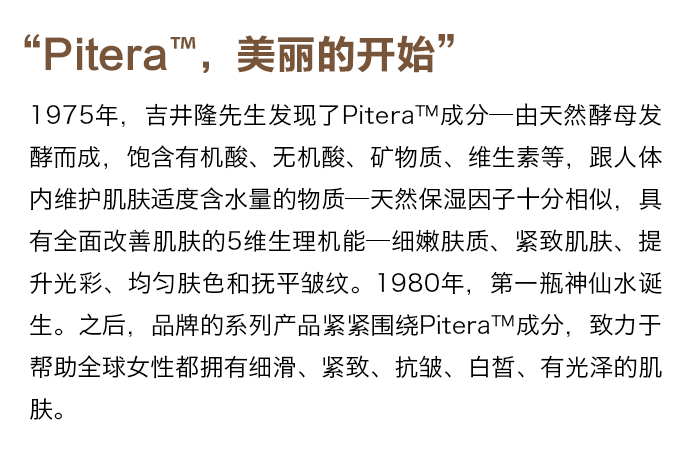 “Pitera™，美丽的开始”
1975年，吉井隆先生发现了Pitera™成分—由天然酵母发
酵而成，饱含有机酸、无机酸、矿物质、维生素等，跟人体
内维护肌肤适度含水量的物质—天然保湿因子十分相似，具
有全面改善肌肤的5维生理机能—细嫩肤质、紧致肌肤、提
升光彩、均匀肤色和抚平皱纹。1980年，第一瓶神仙水诞
生。之后，品牌的系列产品紧紧围绕Pitera™成分，致力于
帮助全球女性都拥有细滑、紧致、抗皱、白皙、有光泽的肌
肤。